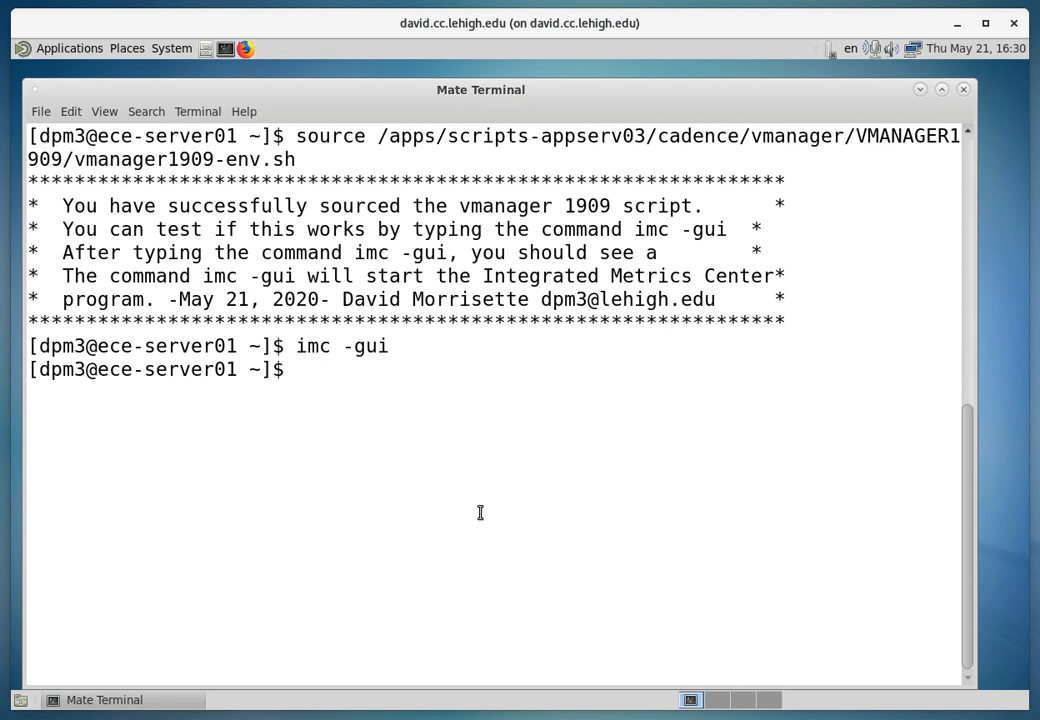 david.cc.lehigh.edu (on david.cc.lehigh.edu)
Applications Places System en Thu May 21, 16:30
Mate Terminal
File Edit View Search Terminal Help
[dpm3@ece-server01 ~]$ source /apps/scripts-appserv03/cadence/vmanager/VMANAGER1
909/vmanager1909-env.sh
*****************************************************************
* You have successfully sourced the vmanager 1909 script. *
* You can test if this works by typing the command imc -gui *
* After typing the command imc -gui, you should see a *
* The command imc -gui will start the Integrated Metrics Center*
* program. -May 21, 2020- David Morrisette dpm3@lehigh.edu *
*****************************************************************
[dpm3@ece-server01 ~]$ imc -gui
[dpm3@ece-server01 ~]$
Mate Terminal